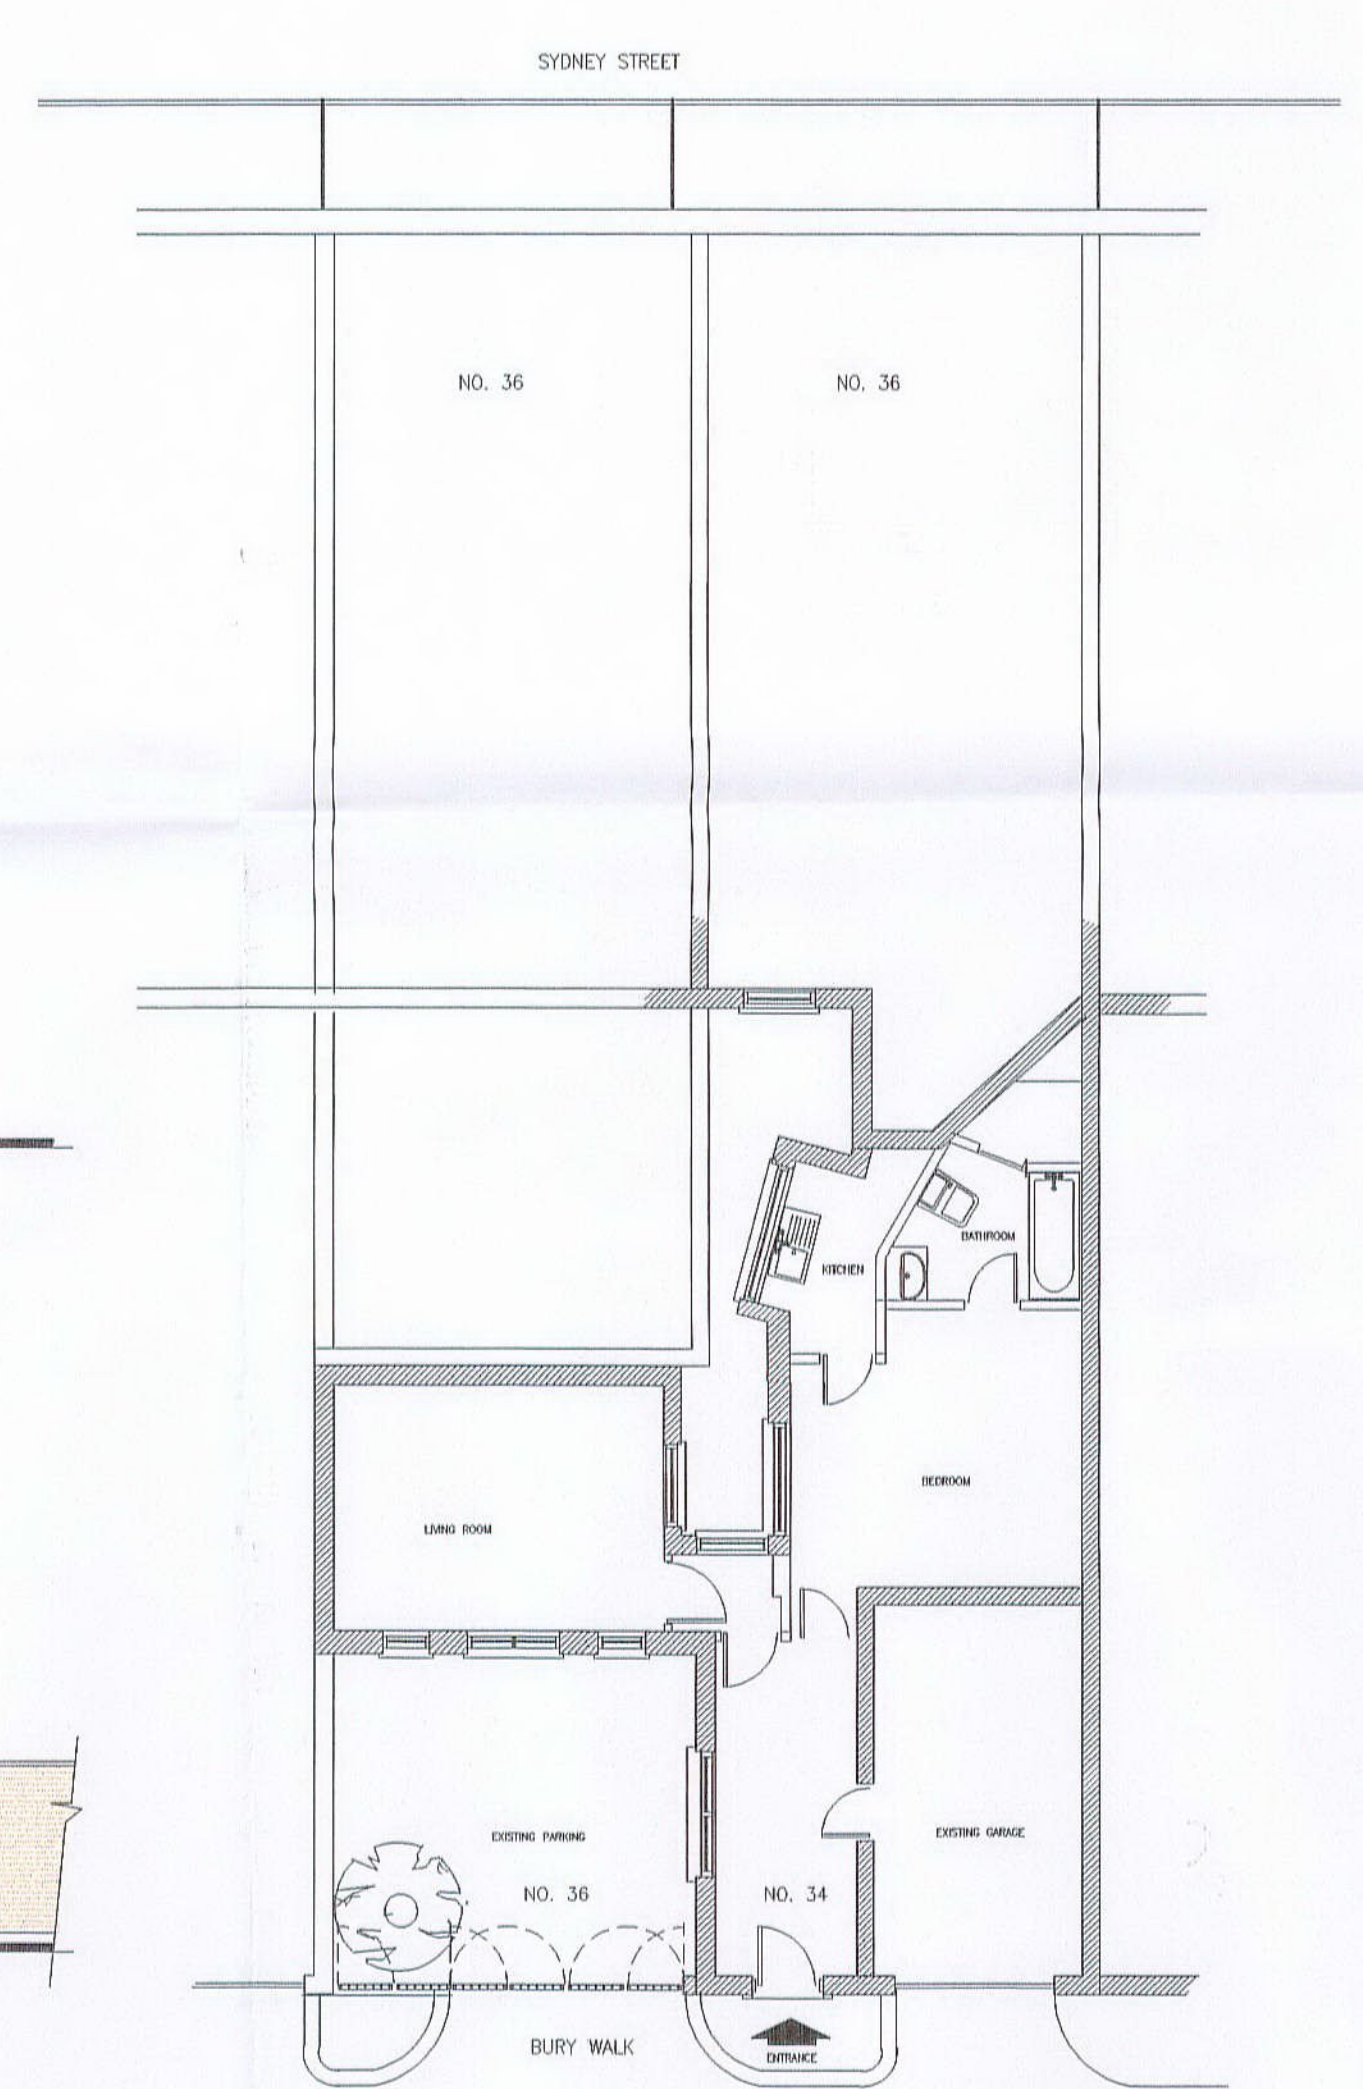 SYDNEY STREET
NO. 36
NO. 36
BATHROOM
KITCHEN
BEDROOM
LIVING ROOM
EXISTING PARKING
EXISTING GARAGE
NO. 36
NO. 34
BURY WALK
ENTRANCE